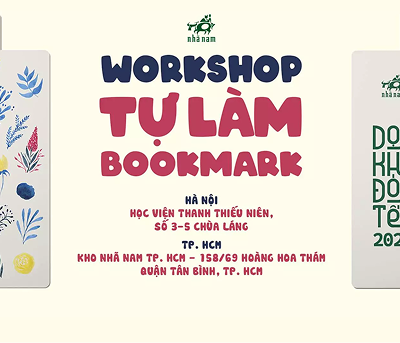 nhã nam
WORKSHOP
TỰ LÀM
BOOKMARK
HÀ NỘI
HỌC VIỆN THANH THIẾU NIÊN,
SỐ 3-5 CHÙA LÁNG
TP. HCM
KHO NHÃ NAM TP. HCM - 158/69 HOÀNG HOA THÁM
QUẬN TÂN BÌNH, TP. HCM
nhã nam